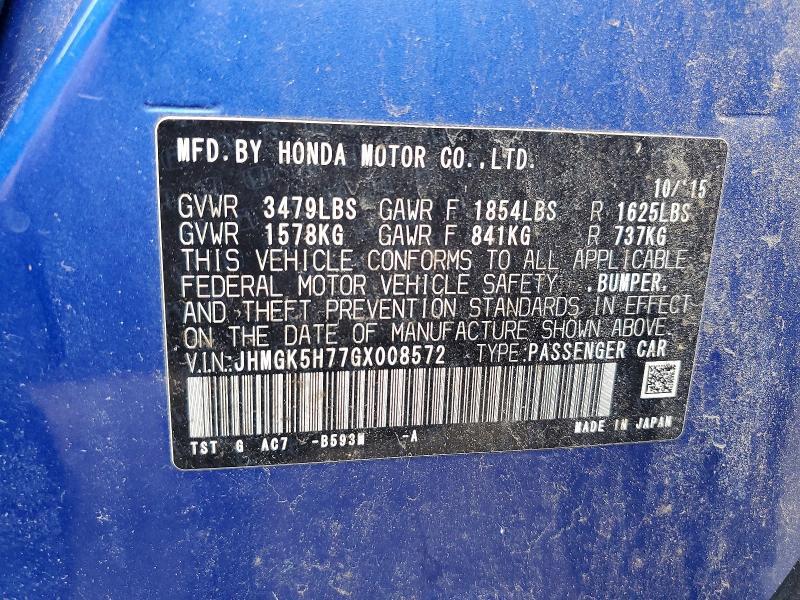 MFD. BY HONDA MOTOR CO.,LTD.
10/'15
GVWR 3479LBS GAWR F 1854LBS R 1625LBS
GVWR 1578KG GAWR F 841KG R 737KG
THIS VEHICLE CONFORMS TO ALL APPLICABLE
FEDERAL MOTOR VEHICLE SAFETY ,BUMPER,
AND THEFT PREVENTION STANDARDS IN EFFECT
ON THE DATE OF MANUFACTURE SHOWN ABOVE.
V.I.N:JHMGK5H77GX008572 TYPE:PASSENGER CAR
MADE IN JAPAN
TST G AC7 -B593M -A